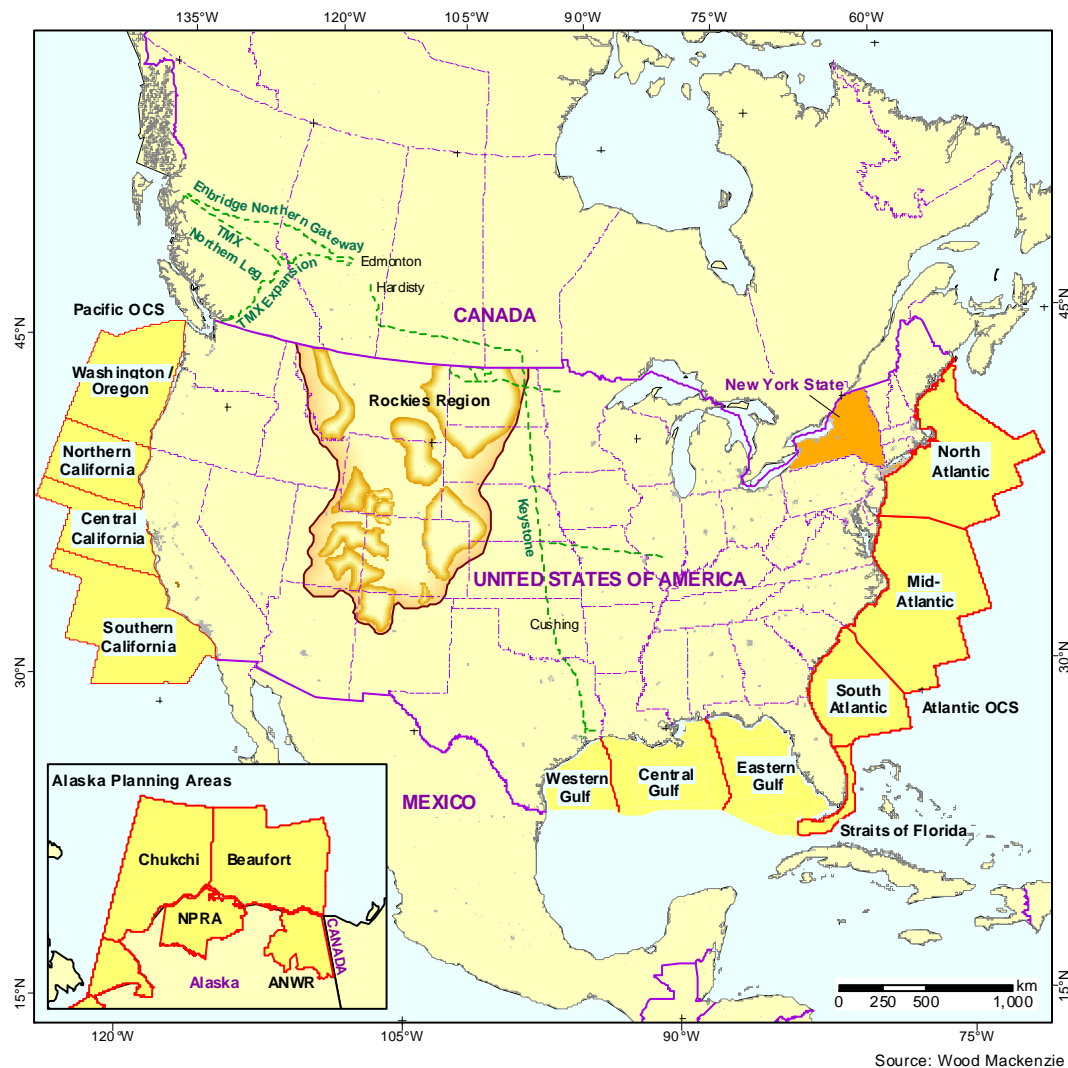 135°W
120°W
105°W
90°W
75°W
60°W
Enbridge Northern Gateway
TMX
Northern Leg
TMX Expansion
Edmonton
Hardisty
CANADA
Pacific OCS
45°N
45°N
Washington /
Oregon
Rockies Region
New York State
Northern
California
North
Atlantic
Central
California
Keystone
UNITED STATES OF AMERICA
Mid-
Atlantic
Cushing
Southern
California
30°N
30°N
South
Atlantic
Atlantic OCS
Western
Gulf
Central
Gulf
Eastern
Gulf
MEXICO
Straits of Florida
Alaska Planning Areas
Chukchi
Beaufort
NPRA
CANADA
Alaska
ANWR
15°N
15°N
km
0 250 500 1,000
120°W
105°W
90°W
75°W
Source: Wood Mackenzie